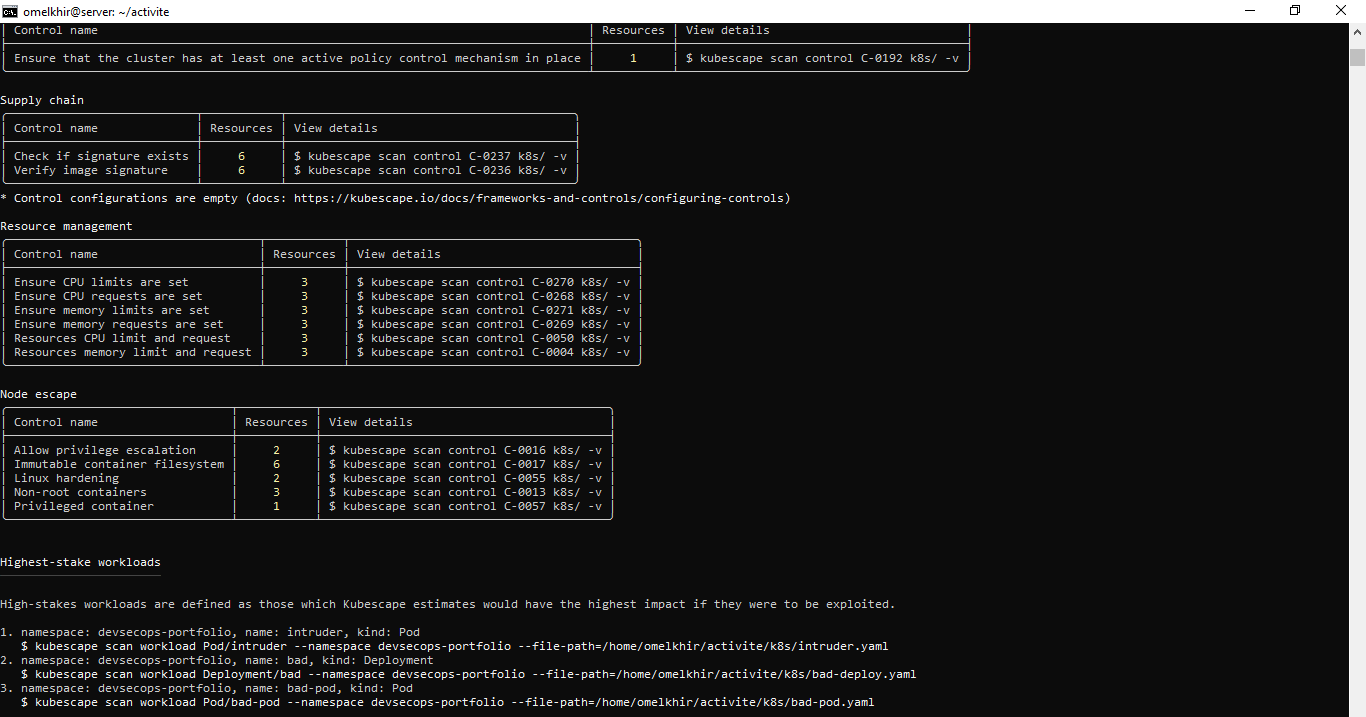 omelkhir@server: ~/activite
Control name | Resources | View details
Ensure that the cluster has at least one active policy control mechanism in place | 1 | $ kubescape scan control C-0192 k8s/ -v
Supply chain
Control name | Resources | View details
Check if signature exists | 6 | $ kubescape scan control C-0237 k8s/ -v
Verify image signature | 6 | $ kubescape scan control C-0236 k8s/ -v
* Control configurations are empty (docs: https://kubescape.io/docs/frameworks-and-controls/configuring-controls)
Resource management
Control name | Resources | View details
Ensure CPU limits are set | 3 | $ kubescape scan control C-0270 k8s/ -v
Ensure CPU requests are set | 3 | $ kubescape scan control C-0268 k8s/ -v
Ensure memory limits are set | 3 | $ kubescape scan control C-0271 k8s/ -v
Ensure memory requests are set | 3 | $ kubescape scan control C-0269 k8s/ -v
Resources CPU limit and request | 3 | $ kubescape scan control C-0050 k8s/ -v
Resources memory limit and request | 3 | $ kubescape scan control C-0004 k8s/ -v
Node escape
Control name | Resources | View details
Allow privilege escalation | 2 | $ kubescape scan control C-0016 k8s/ -v
Immutable container filesystem | 6 | $ kubescape scan control C-0017 k8s/ -v
Linux hardening | 2 | $ kubescape scan control C-0055 k8s/ -v
Non-root containers | 3 | $ kubescape scan control C-0013 k8s/ -v
Privileged container | 1 | $ kubescape scan control C-0057 k8s/ -v
Highest-stake workloads
High-stakes workloads are defined as those which Kubescape estimates would have the highest impact if they were to be exploited.
1. namespace: devsecops-portfolio, name: intruder, kind: Pod
$ kubescape scan workload Pod/intruder --namespace devsecops-portfolio --file-path=/home/omelkhir/activite/k8s/intruder.yaml
2. namespace: devsecops-portfolio, name: bad, kind: Deployment
$ kubescape scan workload Deployment/bad --namespace devsecops-portfolio --file-path=/home/omelkhir/activite/k8s/bad-deploy.yaml
3. namespace: devsecops-portfolio, name: bad-pod, kind: Pod
$ kubescape scan workload Pod/bad-pod --namespace devsecops-portfolio --file-path=/home/omelkhir/activite/k8s/bad-pod.yaml